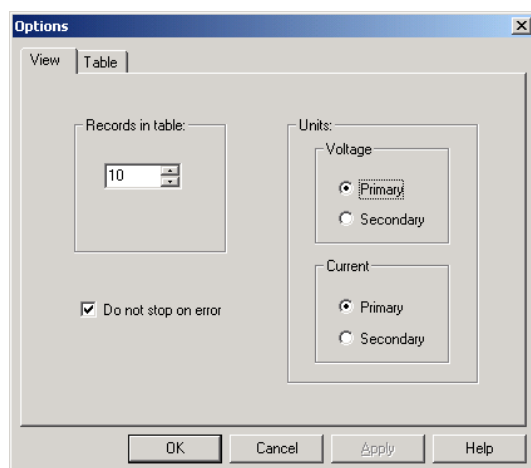 Options
View
Table
Records in table:
10
Do not stop on error
Units:
Voltage
Primary
Secondary
Current
Primary
Secondary
OK
Cancel
Apply
Help